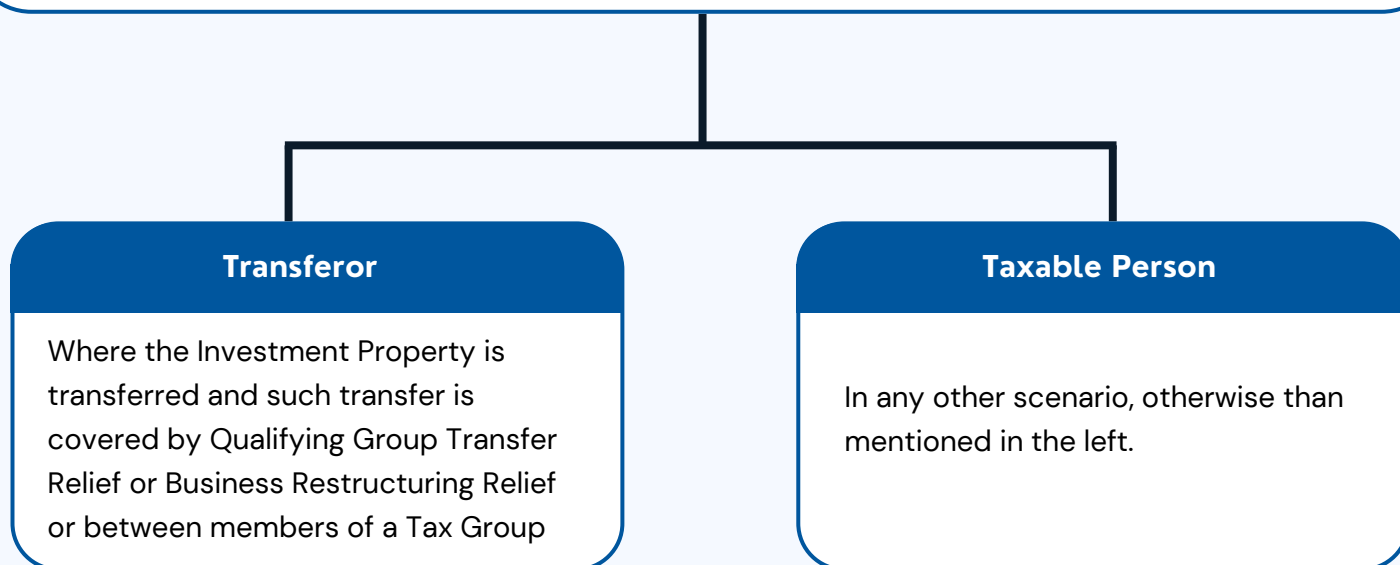 Transferor
Where the Investment Property is
transferred and such transfer is
covered by Qualifying Group Transfer
Relief or Business Restructuring Relief
or between members of a Tax Group
Taxable Person
In any other scenario, otherwise than
mentioned in the left.